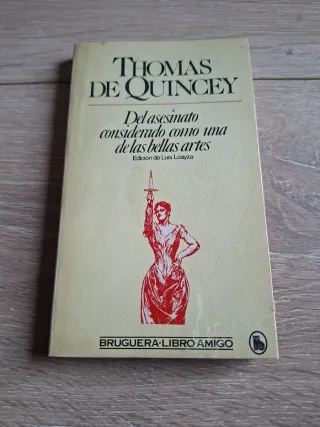 THOMAS
DE QUINCEY
Del asesinato
considerado como una
de las bellas artes
Edición de Luis Loayza
BRUGUERA-LIBRO AMIGO